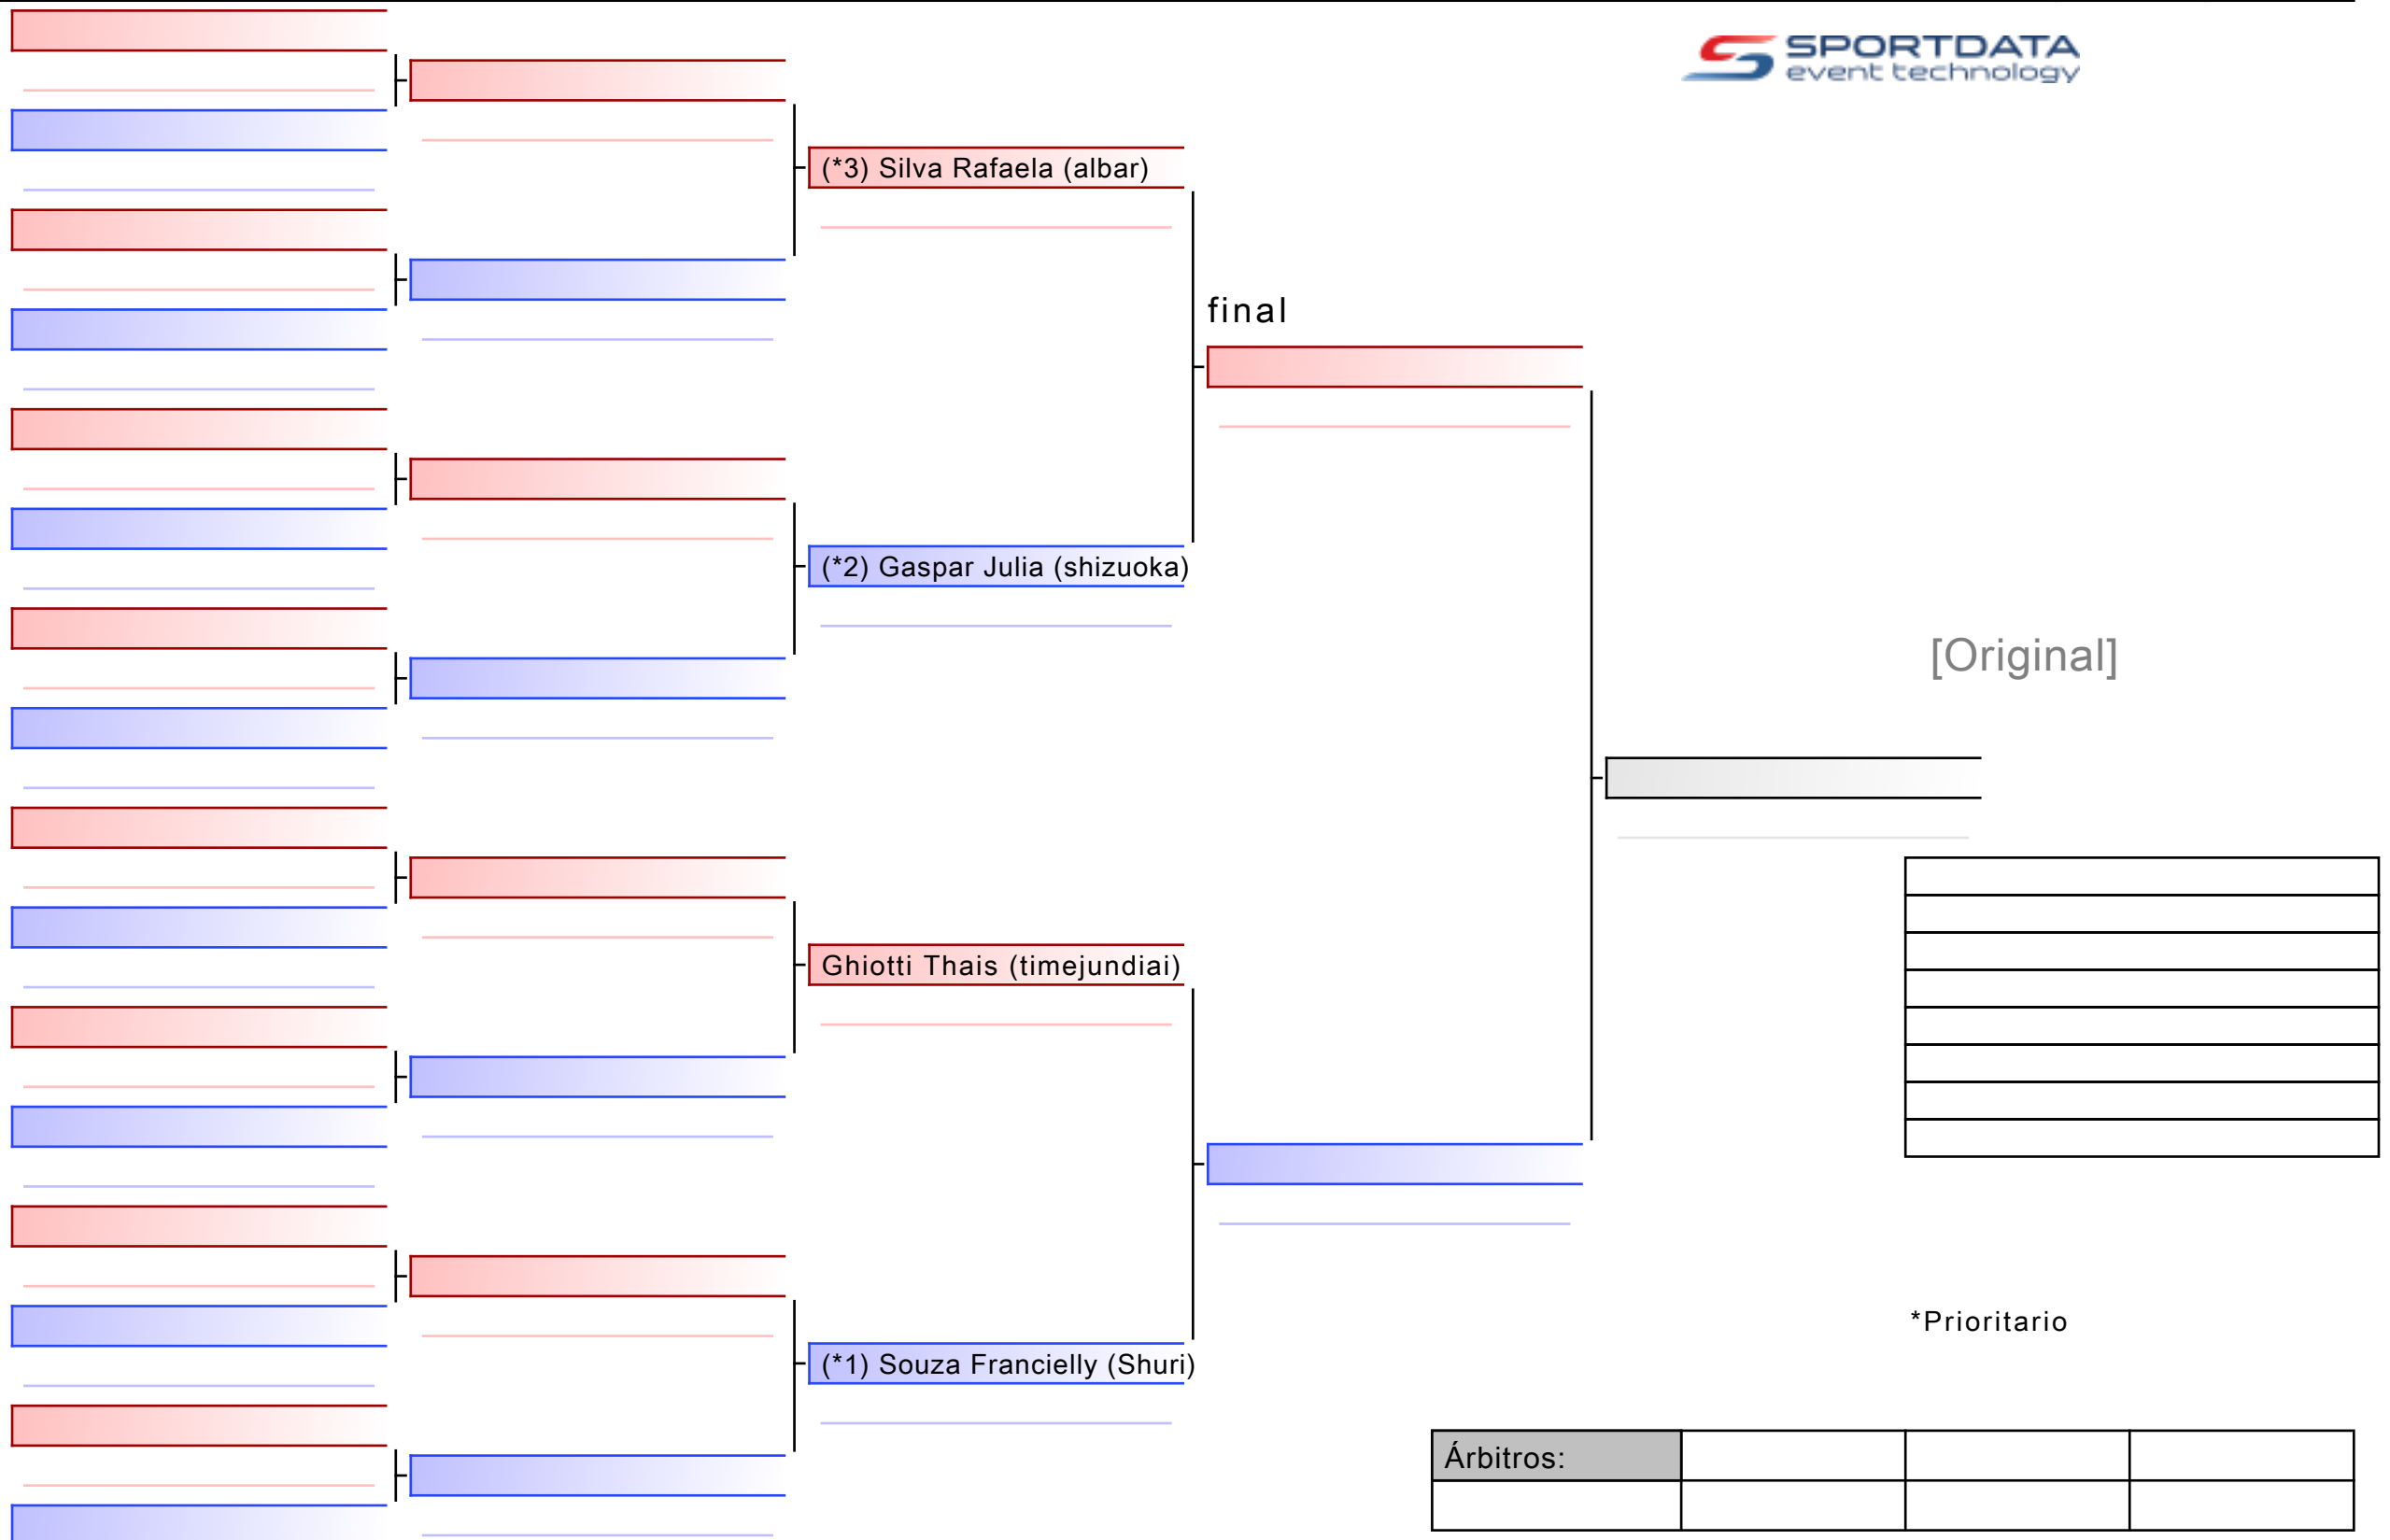 SPORTDATA
event technology
(*3) Silva Rafaela (albar)
final
(*2) Gaspar Julia (shizuoka)
[Original]
Ghiotti Thais (timejundiai)
*Prioritario
(*1) Souza Francielly (Shuri)
Árbitros: